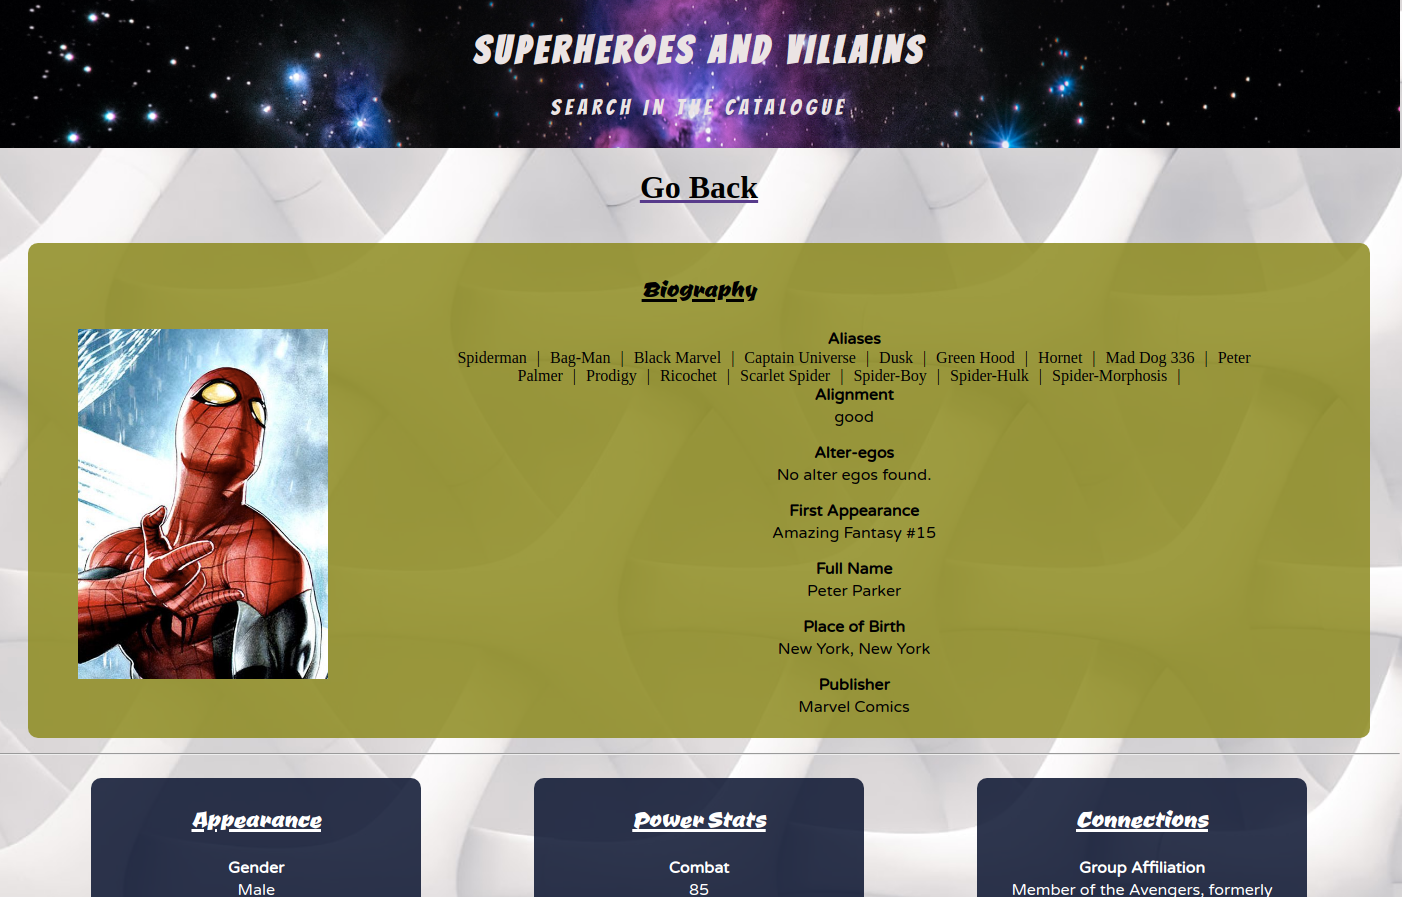 SUPERHEROES AND VILLAINS
SEARCH IN THE CATALOGUE
Go Back
Biography
Aliases
Spiderman | Bag-Man | Black Marvel | Captain Universe | Dusk | Green Hood | Hornet | Mad Dog 336 | Peter
Palmer | Prodigy | Ricochet | Scarlet Spider | Spider-Boy | Spider-Hulk | Spider-Morphosis |
Alignment
good
Alter-egos
No alter egos found.
First Appearance
Amazing Fantasy #15
Full Name
Peter Parker
Place of Birth
New York, New York
Publisher
Marvel Comics
Appearance
Gender
Male
Power Stats
Combat
85
Connections
Group Affiliation
Member of the Avengers, formerly